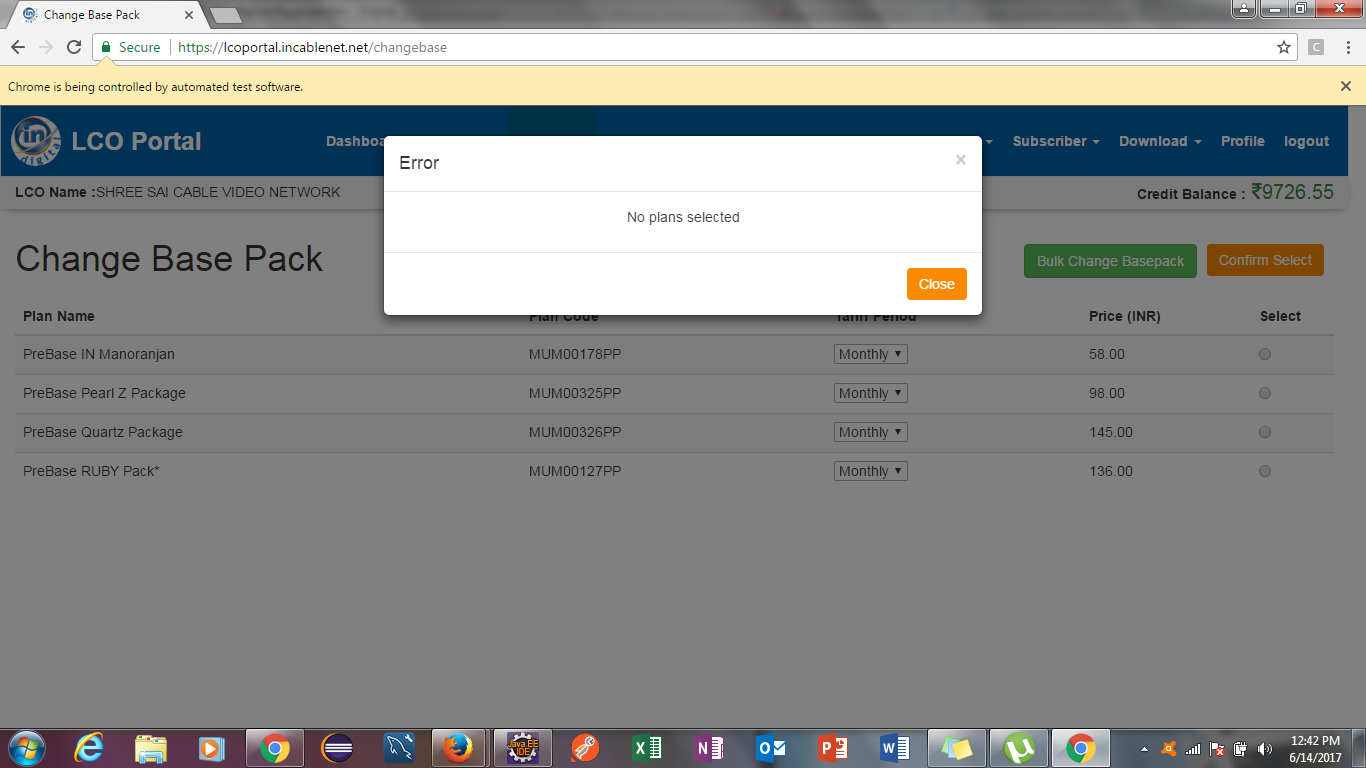 Change Base Pack
Secure https://lcoportal.incablenet.net/changebase
C
Chrome is being controlled by automated test software.
in digital LCO Portal Dashboa Subscriber Download Profile logout
Error ×
LCO Name :SHREE SAI CABLE VIDEO NETWORK Credit Balance : ₹9726.55
No plans selected
Change Base Pack Bulk Change Basepack Confirm Select
Close
Plan Name Plan Code Tariff Period Price (INR) Select
PreBase IN Manoranjan MUM00178PP Monthly 58.00
PreBase Pearl Z Package MUM00325PP Monthly 98.00
PreBase Quartz Package MUM00326PP Monthly 145.00
PreBase RUBY Pack* MUM00127PP Monthly 136.00
Java EE IDE
12:42 PM
6/14/2017